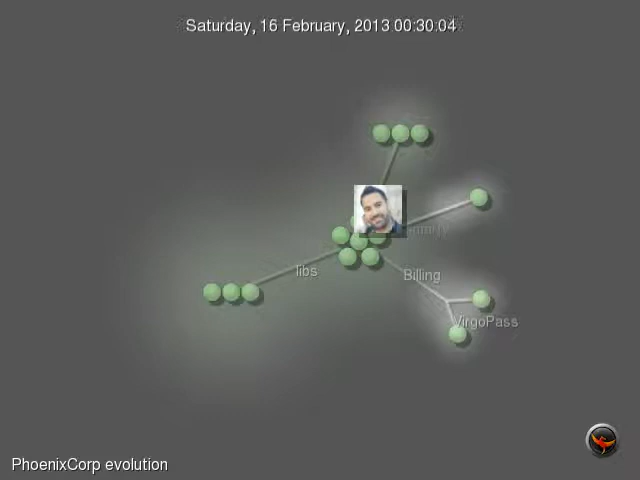 Saturday, 16 February, 2013 00:30:04
libs
Billing
VirgoPass
PhoenixCorp evolution